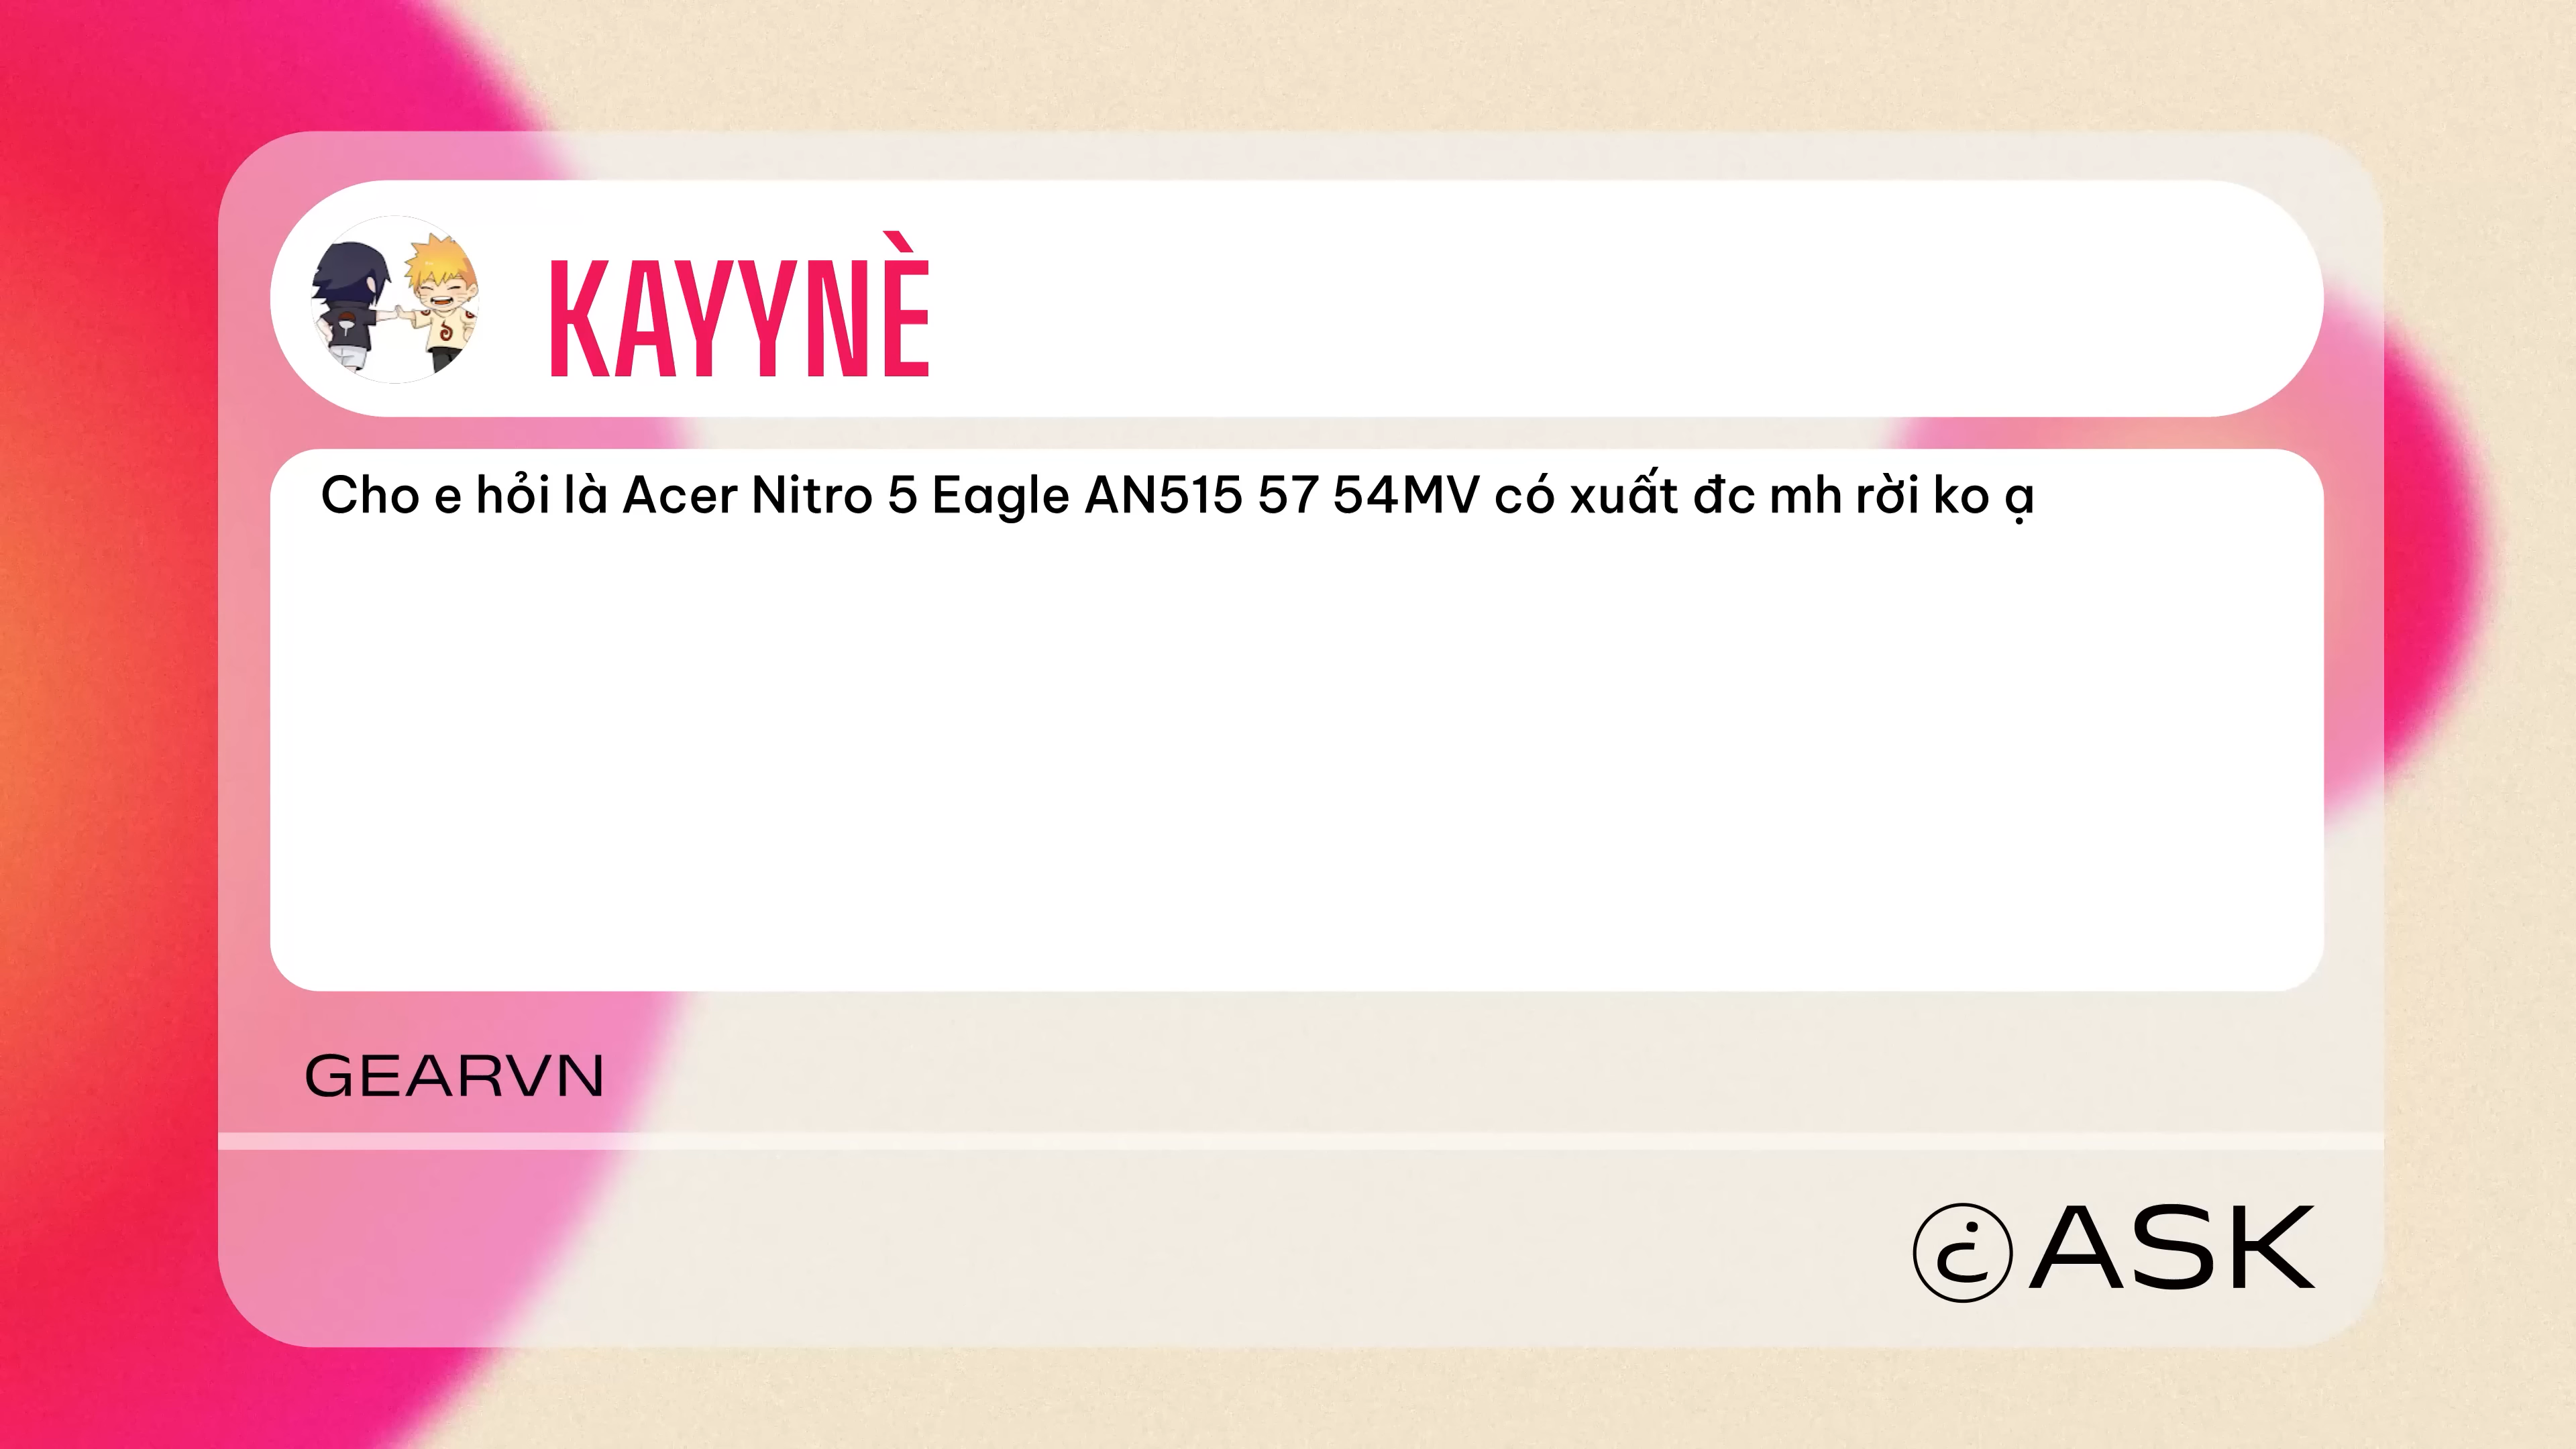 KAYYNÈ
Cho e hỏi là Acer Nitro 5 Eagle AN515 57 54MV có xuất đc mh rời ko ạ
GEARVN
¿ ASK